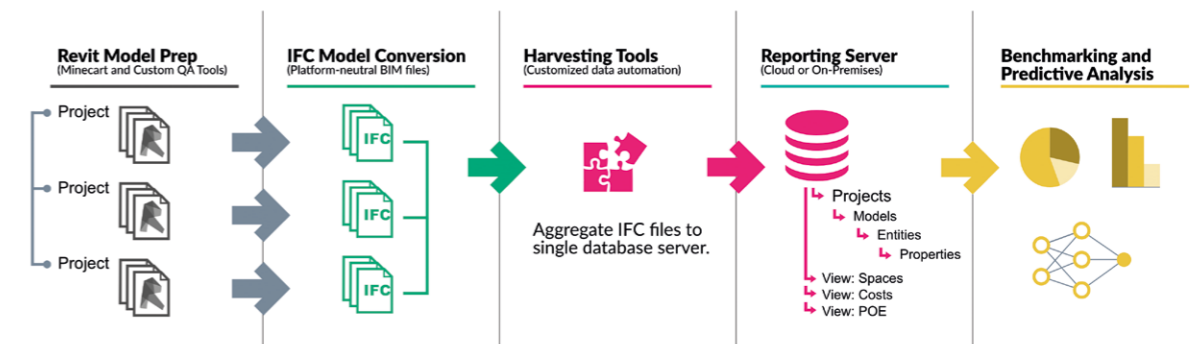 Revit Model Prep
(Minecart and Custom QA Tools)
Project
Project
Project
IFC Model Conversion
(Platform-neutral BIM files)
IFC
IFC
IFC
Harvesting Tools
(Customized data automation)
Aggregate IFC files to
single database server.
Reporting Server
(Cloud or On-Premises)
Projects
Models
Entities
Properties
View: Spaces
View: Costs
View: POE
Benchmarking and
Predictive Analysis